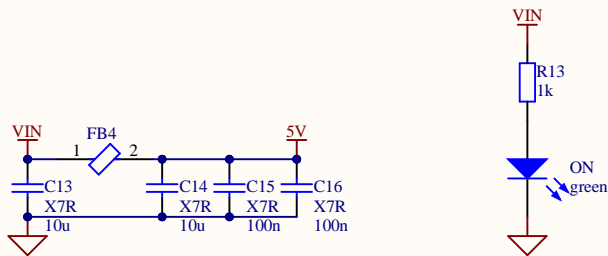 VIN
R13
1k
VIN
1
FB4
2
5V
C13
X7R
10u
C14
X7R
10u
C15
X7R
100n
C16
X7R
100n
ON
green